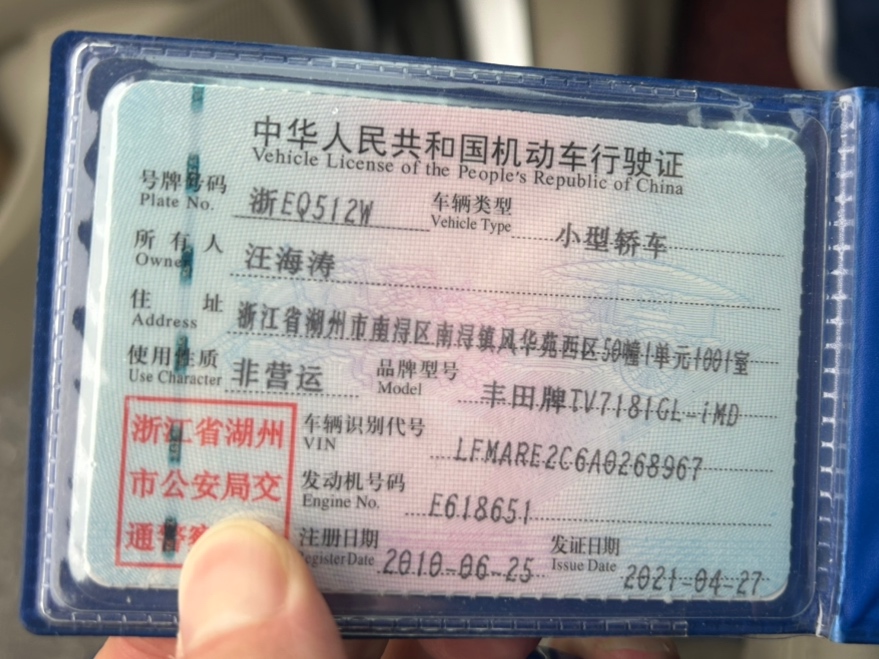 中华人民共和国机动车行驶证
Vehicle License of the People's Republic of China
号牌号码 浙EQ512W 车辆类型 小型轿车
Plate No. Vehicle Type
所有人 汪海涛
Owner
住址 浙江省湖州市南浔区南浔镇风华苑西区50幢1单元1001室
Address
使用性质 非营运 品牌型号 丰田牌TV7181GL-iMD
Use Character Model
浙江省湖州
市公安局交
通警察
车辆识别代号 LFMARE2C6A0268967
VIN
发动机号码 E618651
Engine No.
注册日期 2010-06-25 发证日期 2021-04-27
Register Date Issue Date